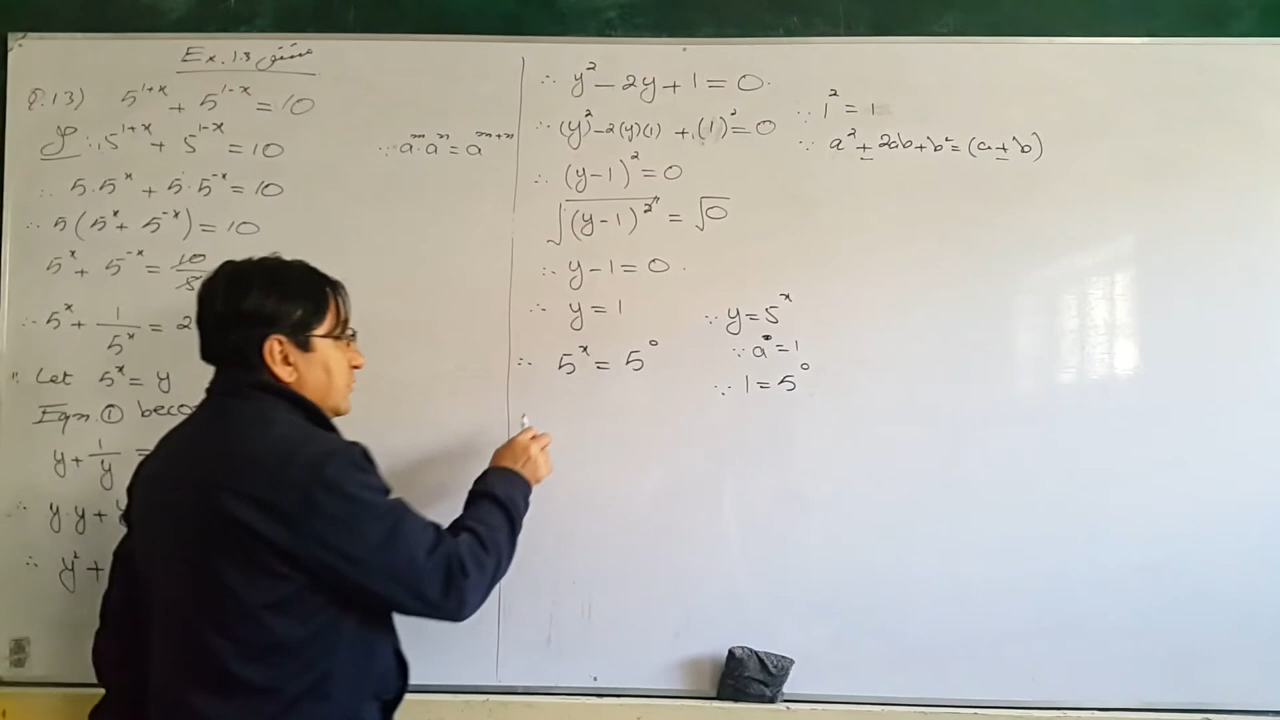 Ex. 1.3 مشق
Q.13) 5^{1+x} + 5^{1-x} = 10
Sol: ∴ 5^{1+x} + 5^{1-x} = 10
∵ a^m · a^n = a^{m+n}
∴ 5 · 5^x + 5 · 5^{-x} = 10
∴ 5(5^x + 5^{-x}) = 10
5^x + 5^{-x} = 10/5
∴ 5^x + 1/5^x = 2
∵ Let 5^x = y
Eqn. ① beco
y + 1/y =
∴ y · y +
∴ y² +
∴ y² - 2y + 1 = 0.
∵ 1² = 1
∴ (y)² - 2(y)(1) + (1)² = 0
∵ a² ± 2ab + b² = (a ± b)
∴ (y - 1)² = 0
√(y - 1)² = √0
∴ y - 1 = 0.
∴ y = 1
∵ y = 5^x
∵ a° = 1
∴ 5^x = 5°
∵ 1 = 5°